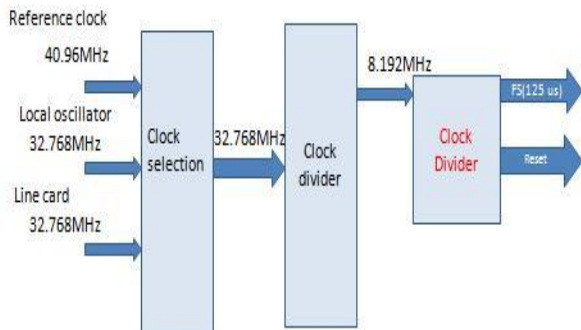 Reference clock
40.96MHz
Local oscillator
32.768MHz
Line card
32.768MHz
Clock
selection
32.768MHz
Clock
divider
8.192MHz
Clock
Divider
FS(125 us)
Reset